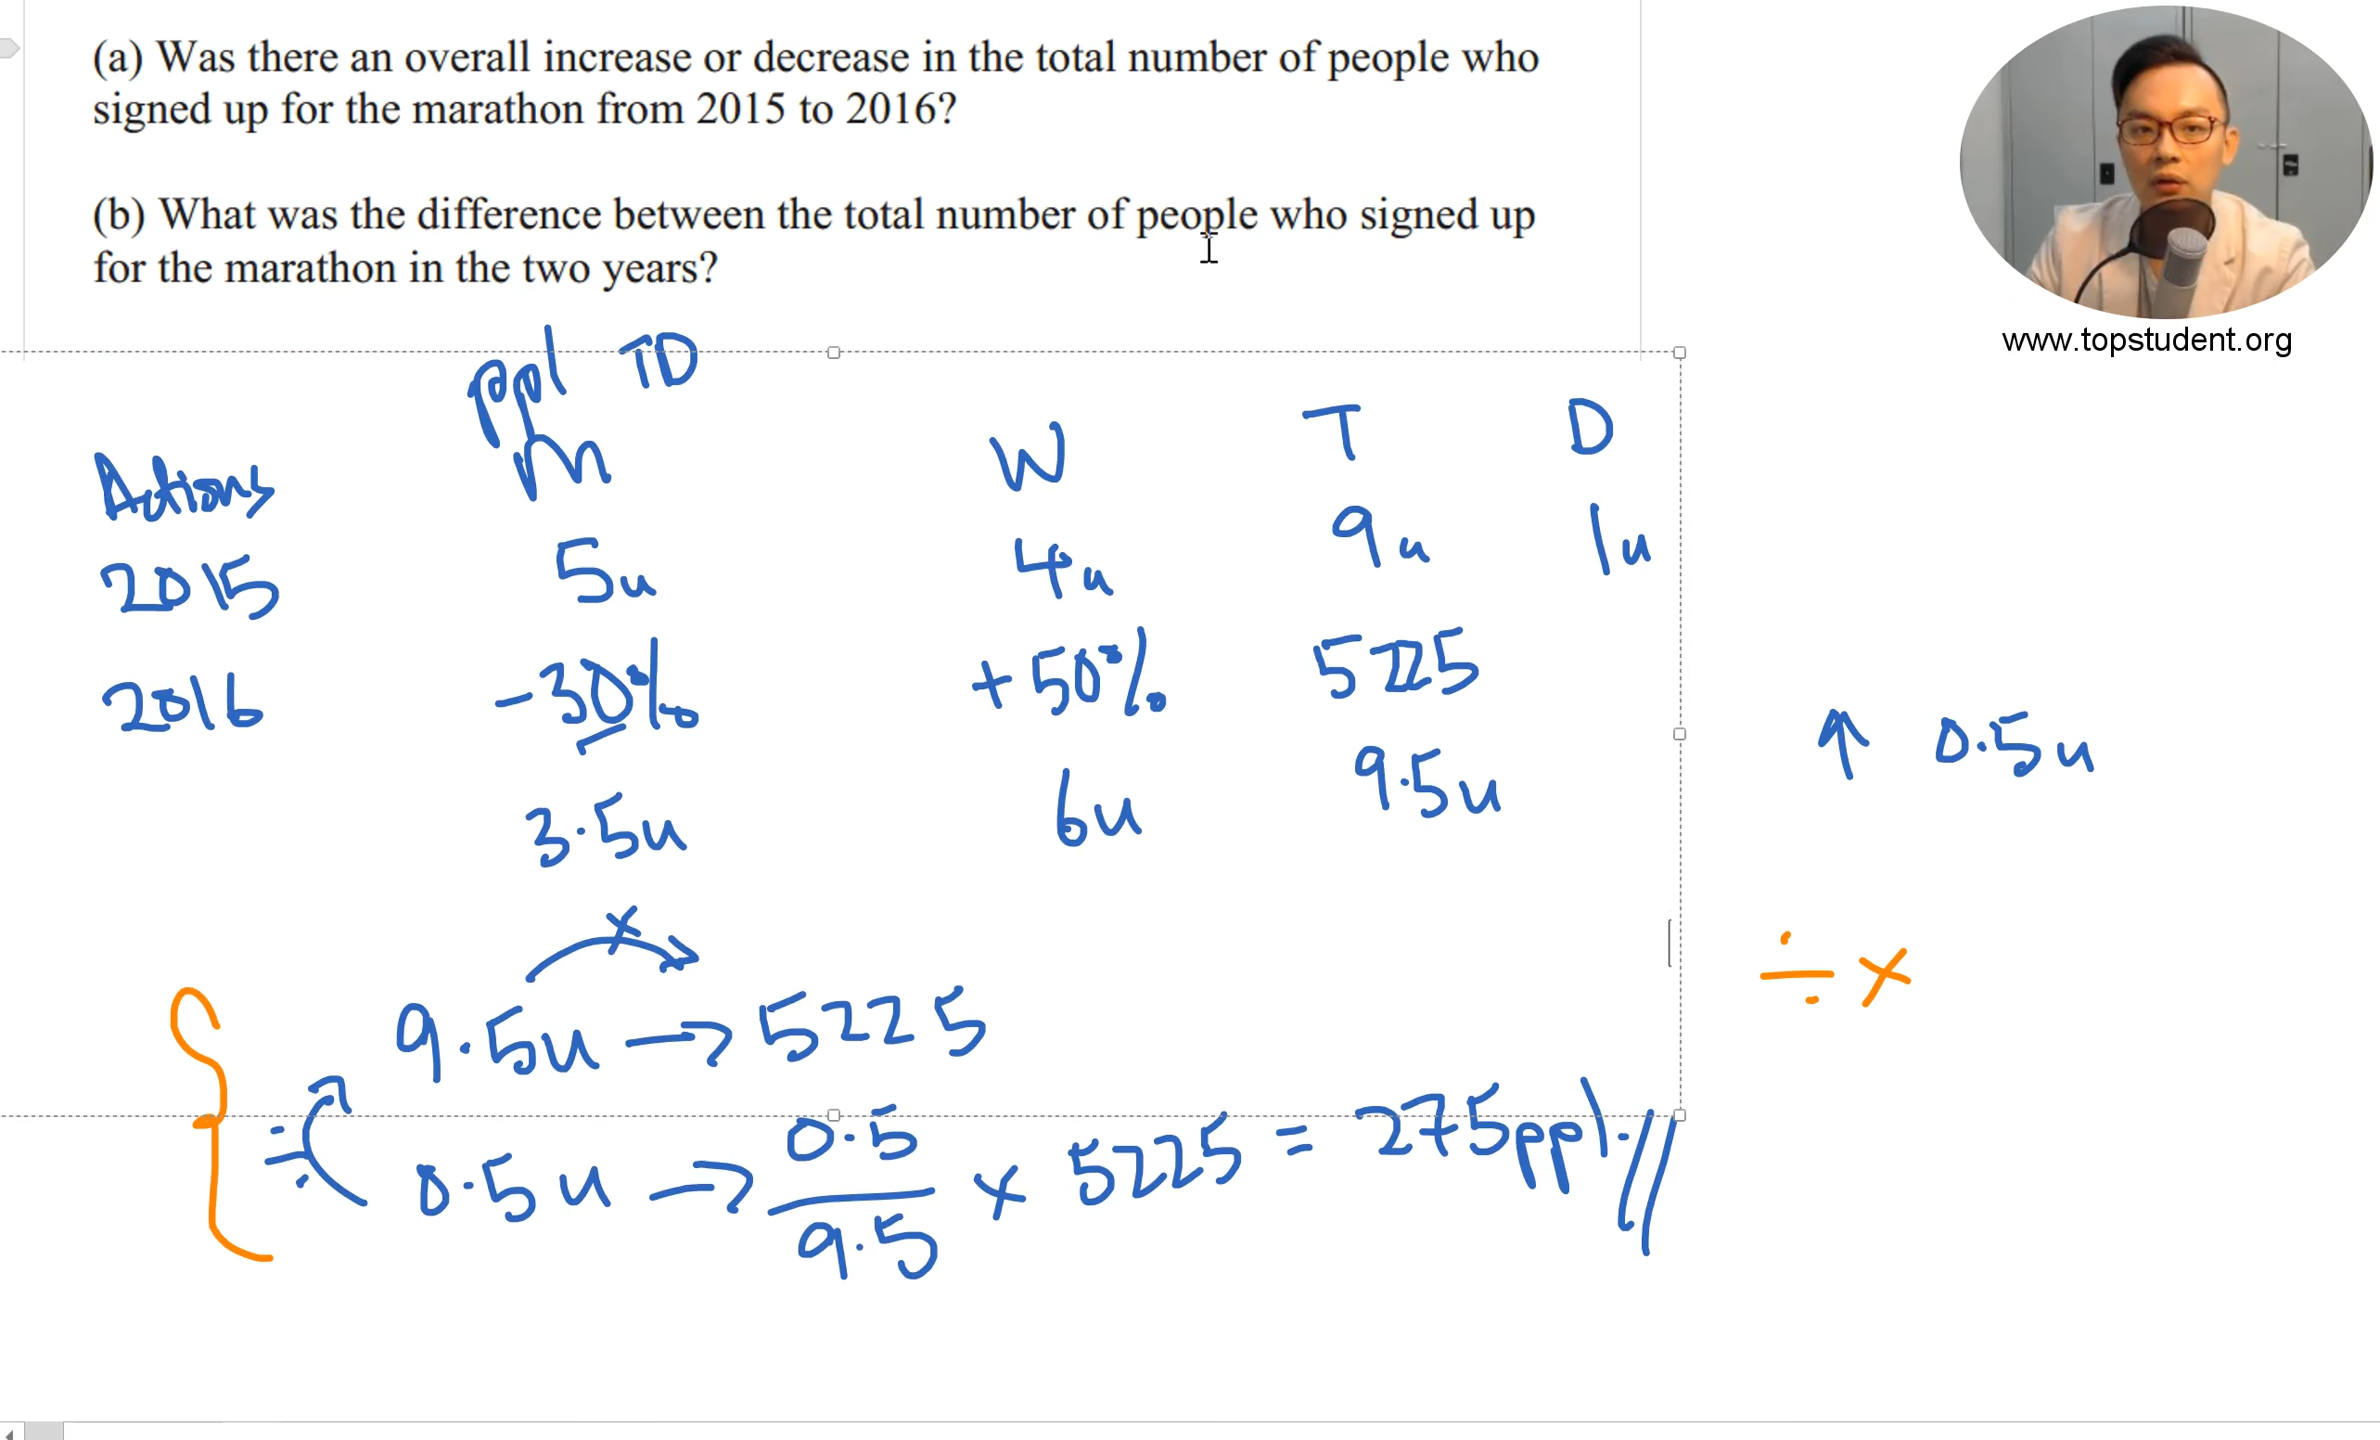 (a) Was there an overall increase or decrease in the total number of people who
signed up for the marathon from 2015 to 2016?
(b) What was the difference between the total number of people who signed up
for the marathon in the two years?
www.topstudent.org
ppl TD
Actions M W T D
2015 5u 4u 9u 1u
2016 -30% +50% 5225
3.5u 6u 9.5u ↑ 0.5u
×
÷ ×
9.5u → 5225
÷ 0.5u → 0.5/9.5 × 5225 = 275ppl.//